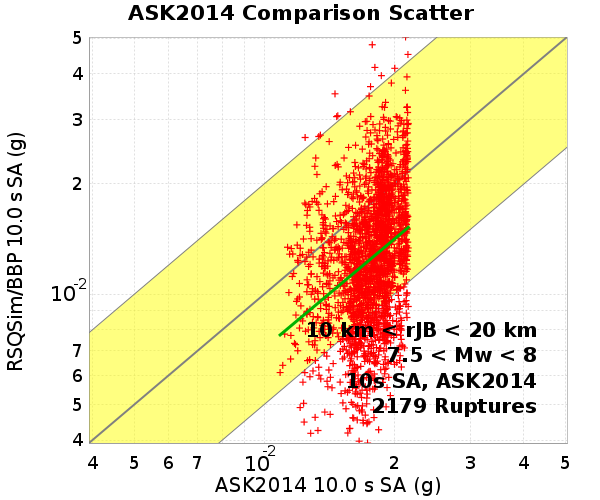 ASK2014 Comparison Scatter
RSQSim/BBP 10.0 s SA (g)
5
4
3
2
10-2
7
6
5
4
10 km < rJB < 20 km
7.5 < Mw < 8
10s SA, ASK2014
2179 Ruptures
4 5 6 7 10-2 2 3 4 5
ASK2014 10.0 s SA (g)